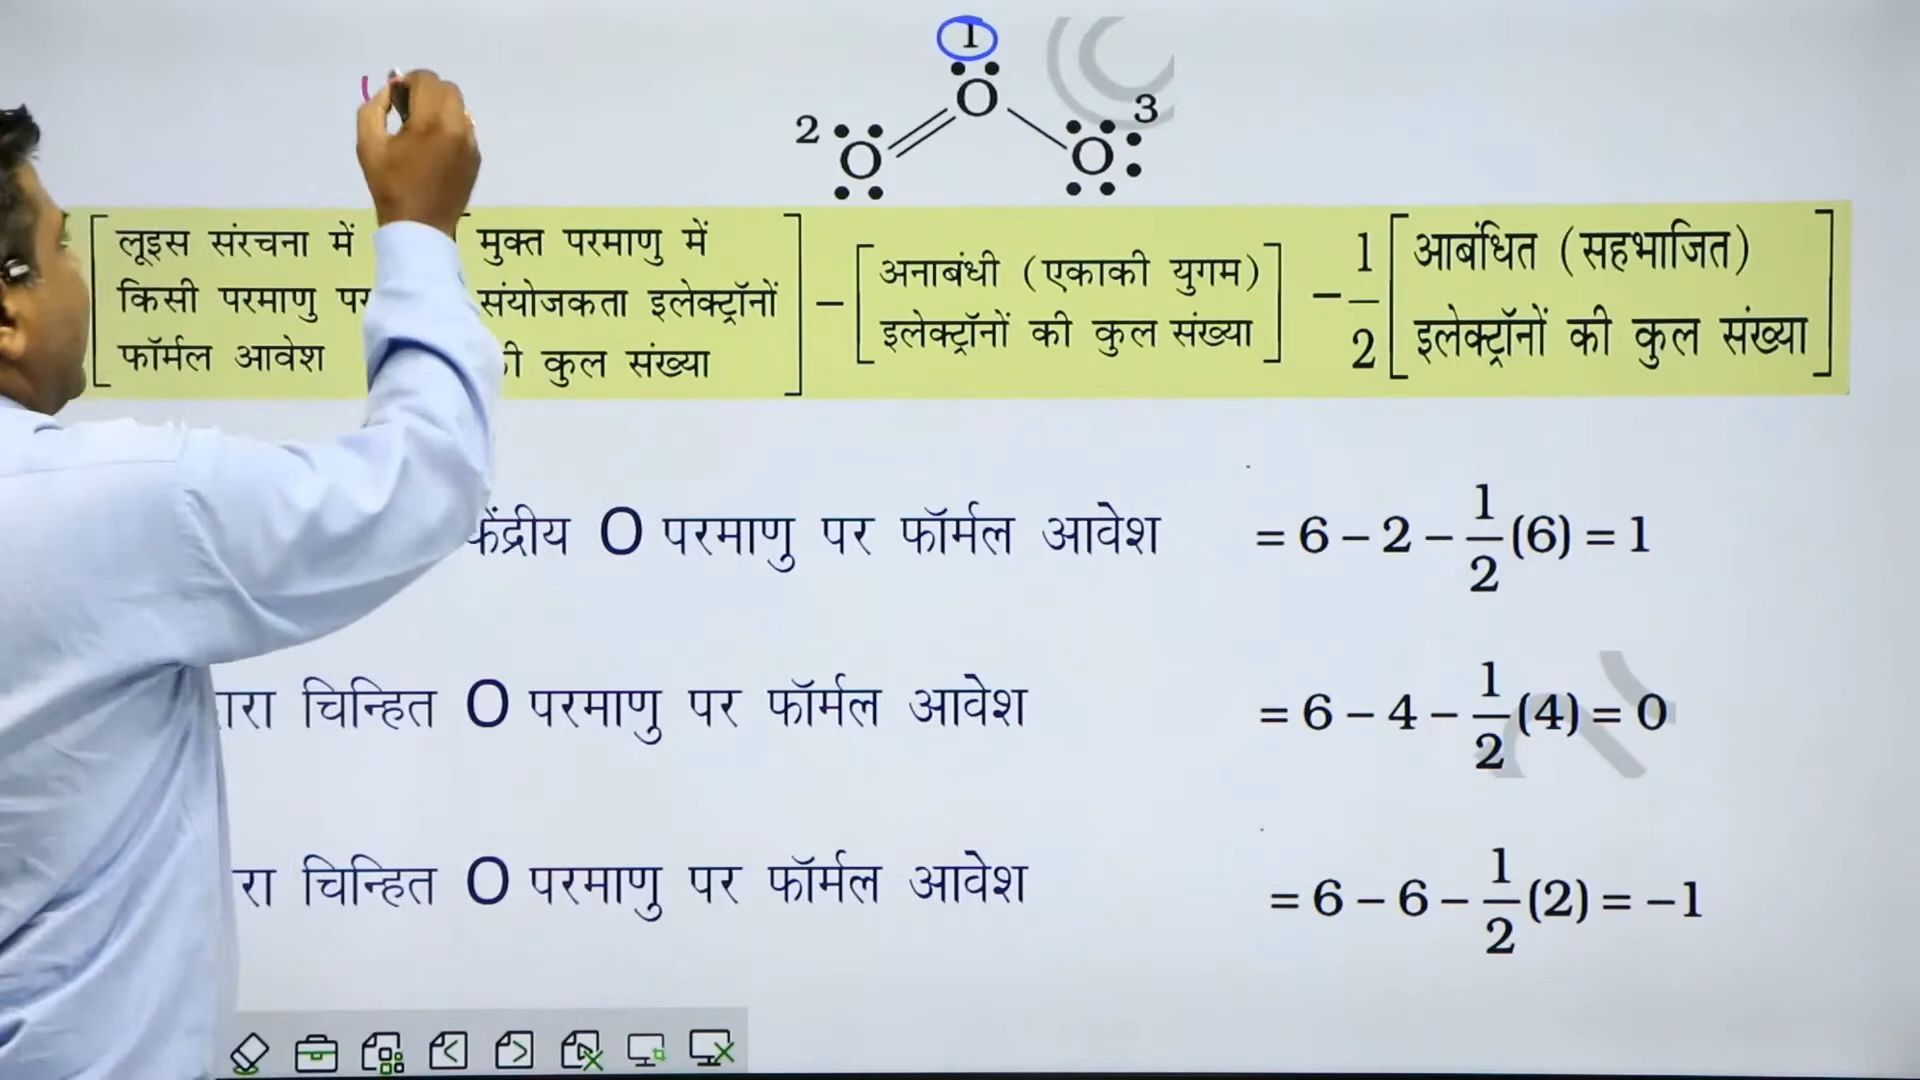 1
O
2
O
3
O
लूइस संरचना में
किसी परमाणु पर
फॉर्मल आवेश
मुक्त परमाणु में
संयोजकता इलेक्ट्रॉनों
कुल संख्या
−
अनाबंधी (एकाकी युगम)
इलेक्ट्रॉनों की कुल संख्या
− 1/2
आबंधित (सहभाजित)
इलेक्ट्रॉनों की कुल संख्या
केंद्रीय O परमाणु पर फॉर्मल आवेश = 6 − 2 − 1/2 (6) = 1
चिन्हित O परमाणु पर फॉर्मल आवेश = 6 − 4 − 1/2 (4) = 0
चिन्हित O परमाणु पर फॉर्मल आवेश = 6 − 6 − 1/2 (2) = −1